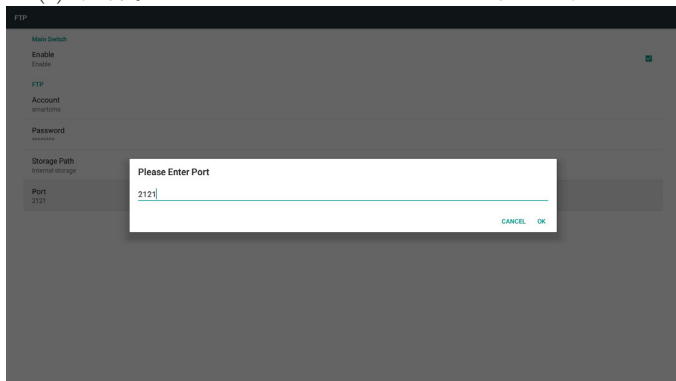 FTP
Main Switch
Enable
Enable
FTP
Account
smartoms
Password
********
Storage Path
Internal storage
Port
2121
Please Enter Port
2121
CANCEL OK